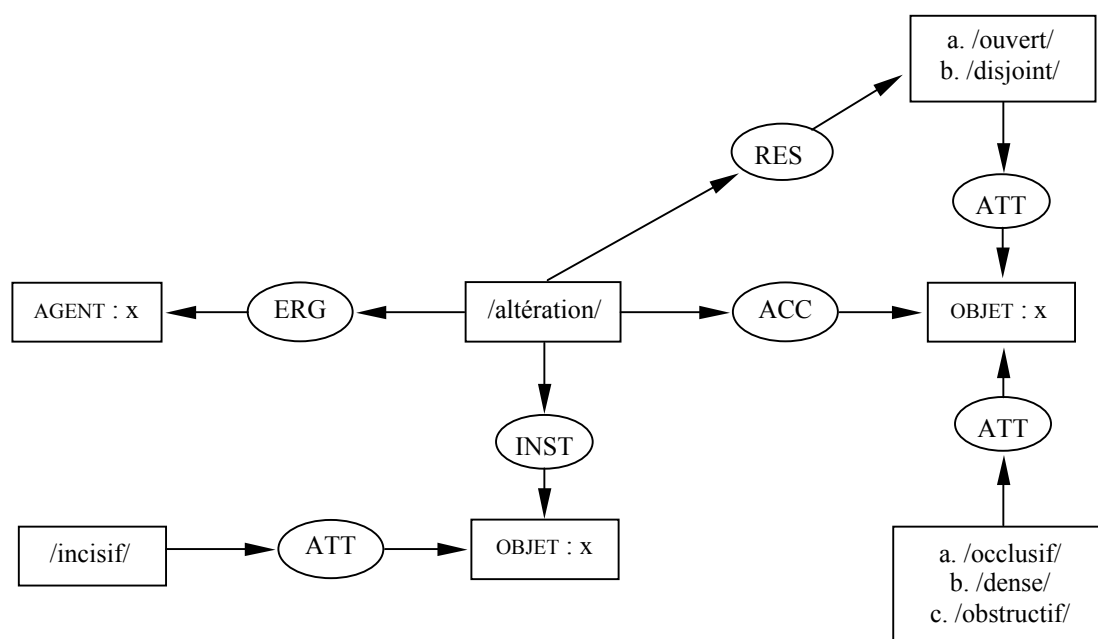 a. /ouvert/
b. /disjoint/
RES
ATT
AGENT : x
ERG
/altération/
ACC
OBJET : x
ATT
INST
/incisif/
ATT
OBJET : x
a. /occlusif/
b. /dense/
c. /obstructif/